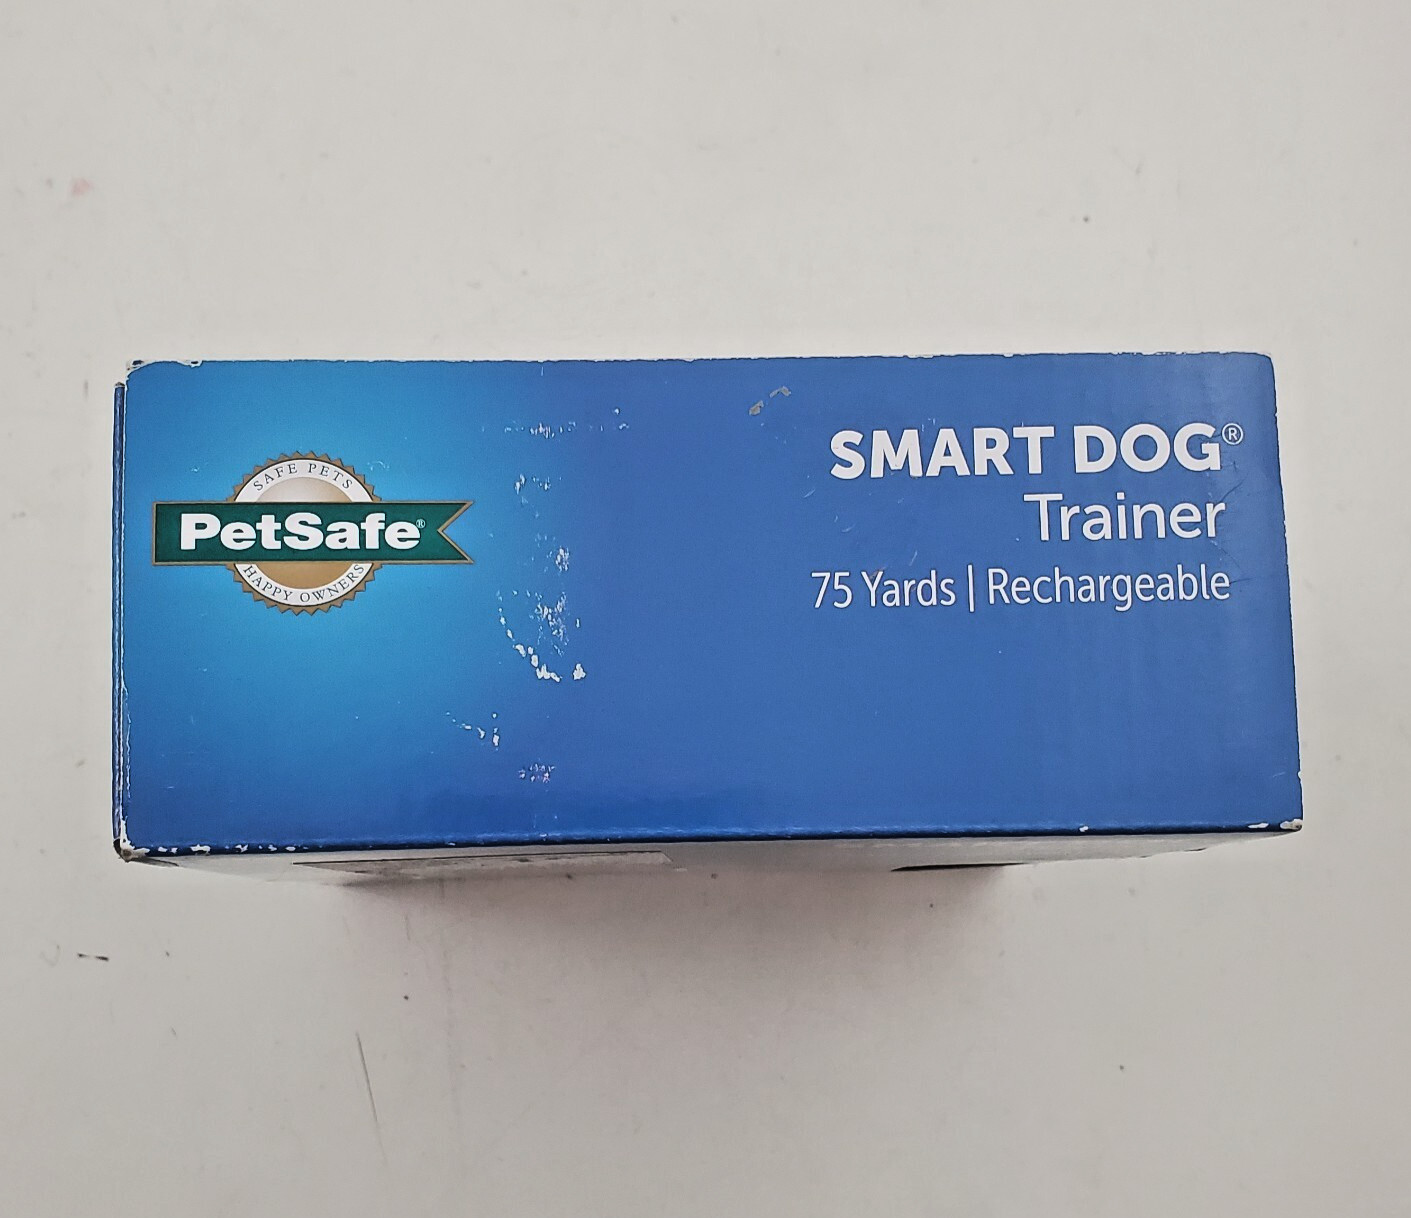 SAFE PETS
PetSafe®
HAPPY OWNERS
SMART DOG®
Trainer
75 Yards | Rechargeable